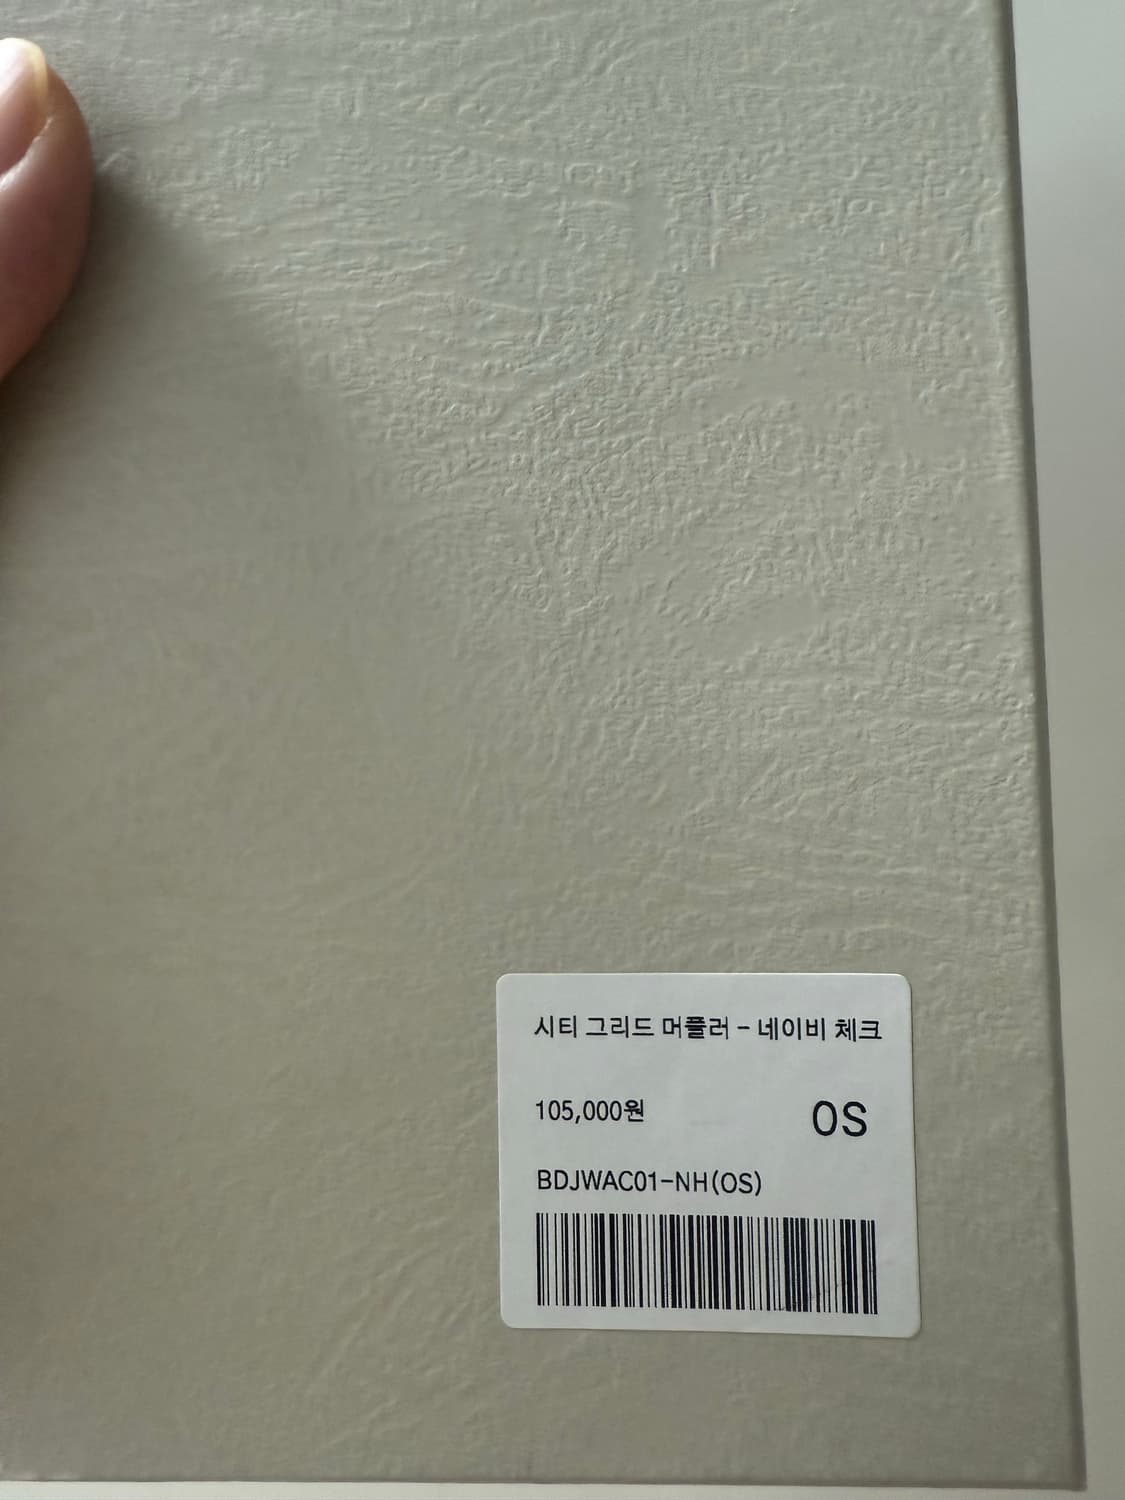 시티 그리드 머플러 - 네이비 체크
105,000원
OS
BDJWAC01-NH(OS)